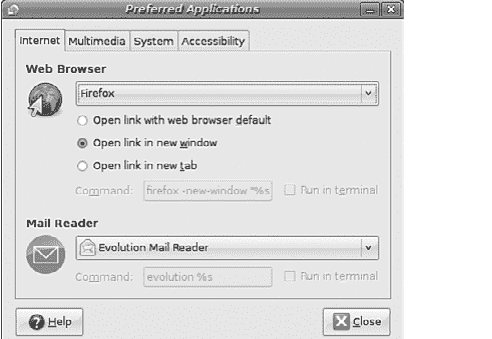 Preferred Applications
Internet Multimedia System Accessibility
Web Browser
Firefox
Open link with web browser default
Open link in new window
Open link in new tab
Command: firefox -new-window "%s Run in terminal
Mail Reader
Evolution Mail Reader
Command: evolution %s Run in terminal
Help Close